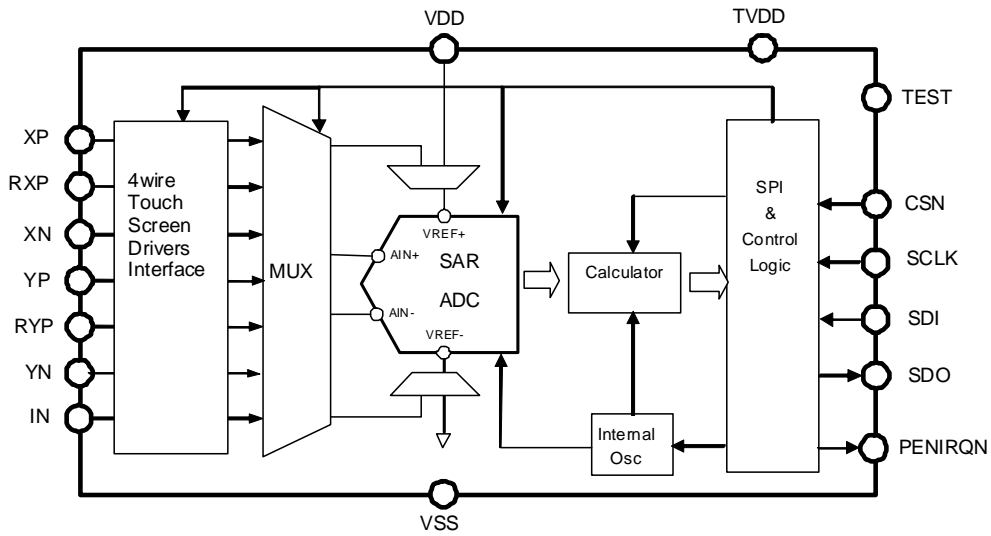 VDD
TVDD
TEST
XP
RXP
XN
YP
RYP
YN
IN
4wire
Touch
Screen
Drivers
Interface
MUX
VREF+
AIN+
SAR
ADC
AIN-
VREF-
Calculator
Internal
Osc
SPI
&
Control
Logic
CSN
SCLK
SDI
SDO
PENIRQN
VSS